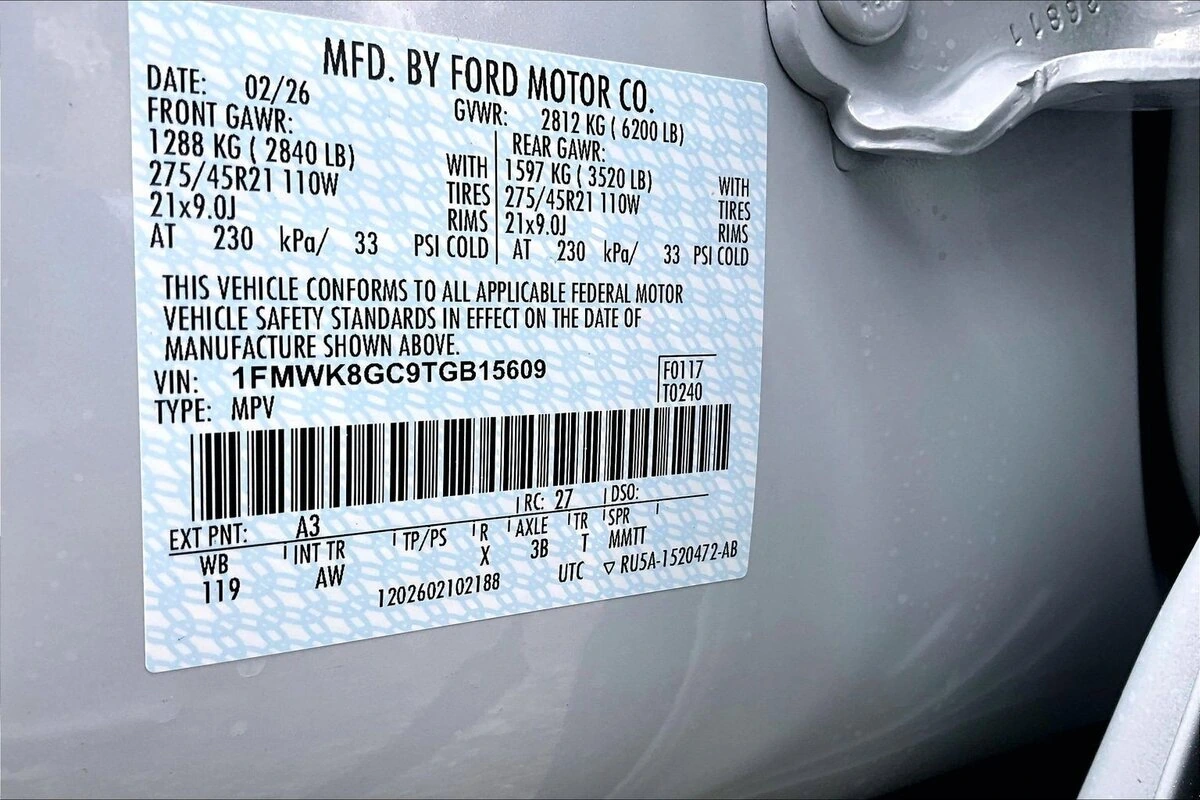 MFD. BY FORD MOTOR CO.
DATE: 02/26 GVWR: 2812 KG ( 6200 LB)
FRONT GAWR: REAR GAWR:
1288 KG ( 2840 LB) WITH 1597 KG ( 3520 LB) WITH
275/45R21 110W TIRES 275/45R21 110W TIRES
21x9.0J RIMS 21x9.0J RIMS
AT 230 kPa/ 33 PSI COLD AT 230 kPa/ 33 PSI COLD
THIS VEHICLE CONFORMS TO ALL APPLICABLE FEDERAL MOTOR
VEHICLE SAFETY STANDARDS IN EFFECT ON THE DATE OF
MANUFACTURE SHOWN ABOVE.
VIN: 1FMWK8GC9TGB15609 F0117
TYPE: MPV T0240
EXT PNT: A3 RC: 27 DSO:
WB INT TR TP/PS R AXLE TR SPR
119 AW X 3B T MMTT
1202602102188 UTC ▽ RU5A-1520472-AB